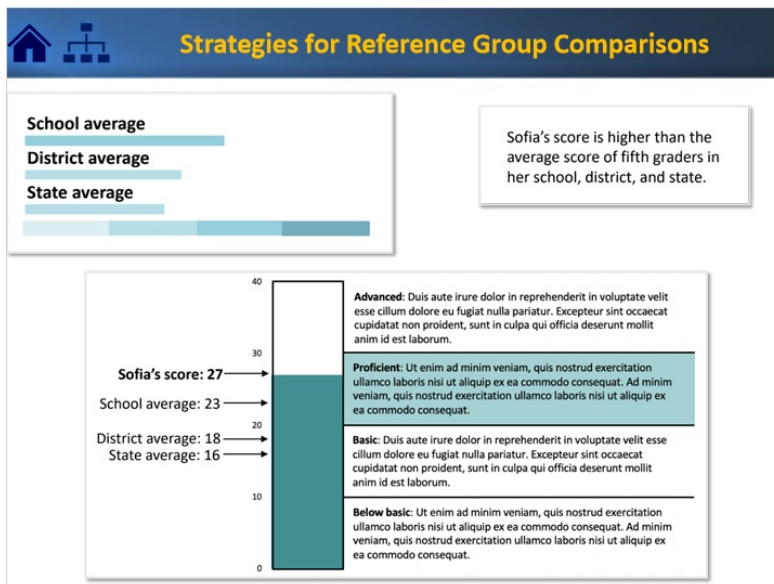 Strategies for Reference Group Comparisons
School average
District average
State average
Sofia’s score is higher than the
average score of fifth graders in
her school, district, and state.
40
30
20
10
0
Sofia’s score: 27
School average: 23
District average: 18
State average: 16
Advanced: Duis aute irure dolor in reprehenderit in voluptate velit
esse cillum dolore eu fugiat nulla pariatur. Excepteur sint occaecat
cupidatat non proident, sunt in culpa qui officia deserunt mollit
anim id est laborum.
Proficient: Ut enim ad minim veniam, quis nostrud exercitation
ullamco laboris nisi ut aliquip ex ea commodo consequat. Ad minim
veniam, quis nostrud exercitation ullamco laboris nisi ut aliquip ex
ea commodo consequat.
Basic: Duis aute irure dolor in reprehenderit in voluptate velit esse
cillum dolore eu fugiat nulla pariatur. Excepteur sint occaecat
cupidatat non proident, sunt in culpa qui officia deserunt mollit
anim id est laborum.
Below basic: Ut enim ad minim veniam, quis nostrud exercitation
ullamco laboris nisi ut aliquip ex ea commodo consequat. Ad minim
veniam, quis nostrud exercitation ullamco laboris nisi ut aliquip ex
ea commodo consequat.